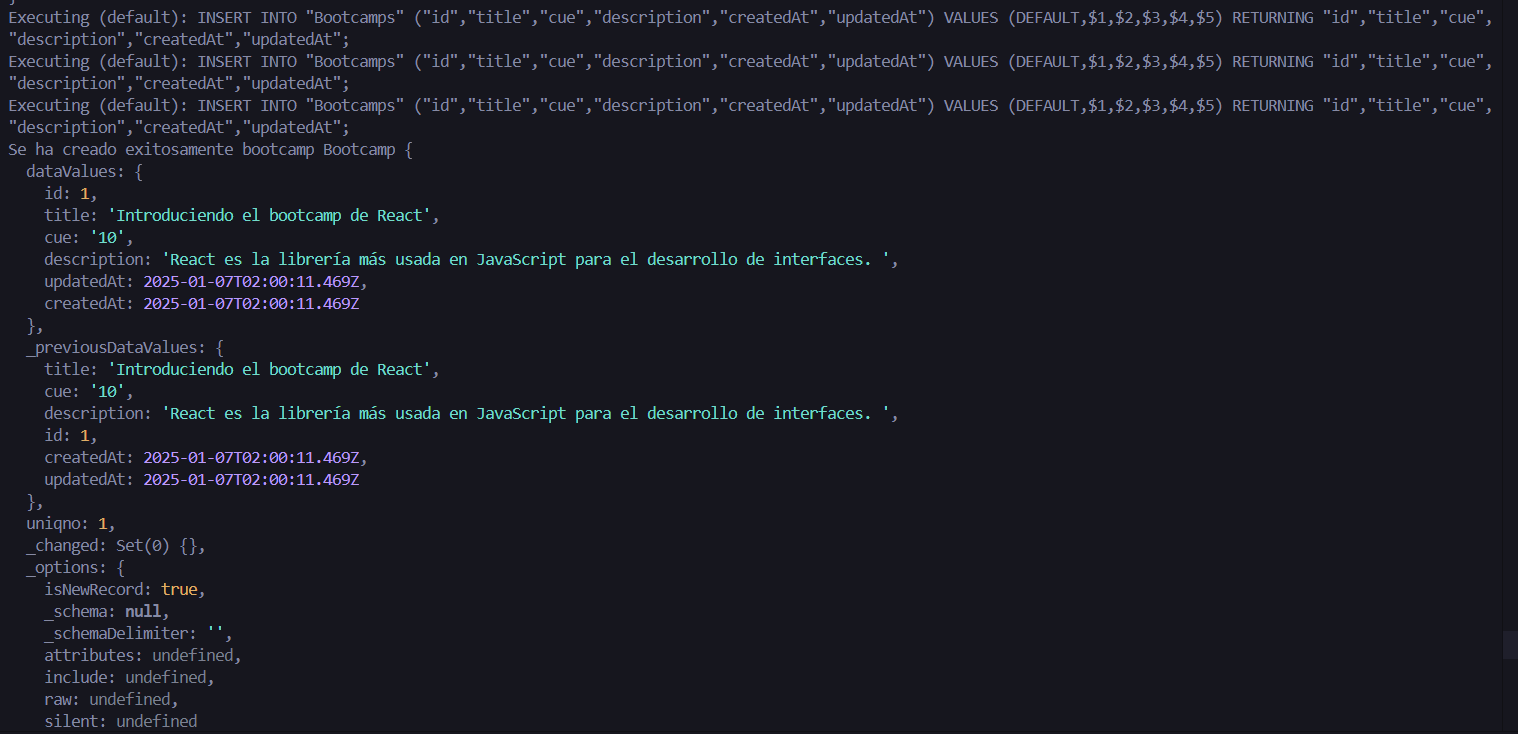 Executing (default): INSERT INTO "Bootcamps" ("id","title","cue","description","createdAt","updatedAt") VALUES (DEFAULT,$1,$2,$3,$4,$5) RETURNING "id","title","cue",
"description","createdAt","updatedAt";
Executing (default): INSERT INTO "Bootcamps" ("id","title","cue","description","createdAt","updatedAt") VALUES (DEFAULT,$1,$2,$3,$4,$5) RETURNING "id","title","cue",
"description","createdAt","updatedAt";
Executing (default): INSERT INTO "Bootcamps" ("id","title","cue","description","createdAt","updatedAt") VALUES (DEFAULT,$1,$2,$3,$4,$5) RETURNING "id","title","cue",
"description","createdAt","updatedAt";
Se ha creado exitosamente bootcamp Bootcamp {
  dataValues: {
    id: 1,
    title: 'Introduciendo el bootcamp de React',
    cue: '10',
    description: 'React es la librería más usada en JavaScript para el desarrollo de interfaces. ',
    updatedAt: 2025-01-07T02:00:11.469Z,
    createdAt: 2025-01-07T02:00:11.469Z
  },
  _previousDataValues: {
    title: 'Introduciendo el bootcamp de React',
    cue: '10',
    description: 'React es la librería más usada en JavaScript para el desarrollo de interfaces. ',
    id: 1,
    createdAt: 2025-01-07T02:00:11.469Z,
    updatedAt: 2025-01-07T02:00:11.469Z
  },
  uniqno: 1,
  _changed: Set(0) {},
  _options: {
    isNewRecord: true,
    _schema: null,
    _schemaDelimiter: '',
    attributes: undefined,
    include: undefined,
    raw: undefined,
    silent: undefined